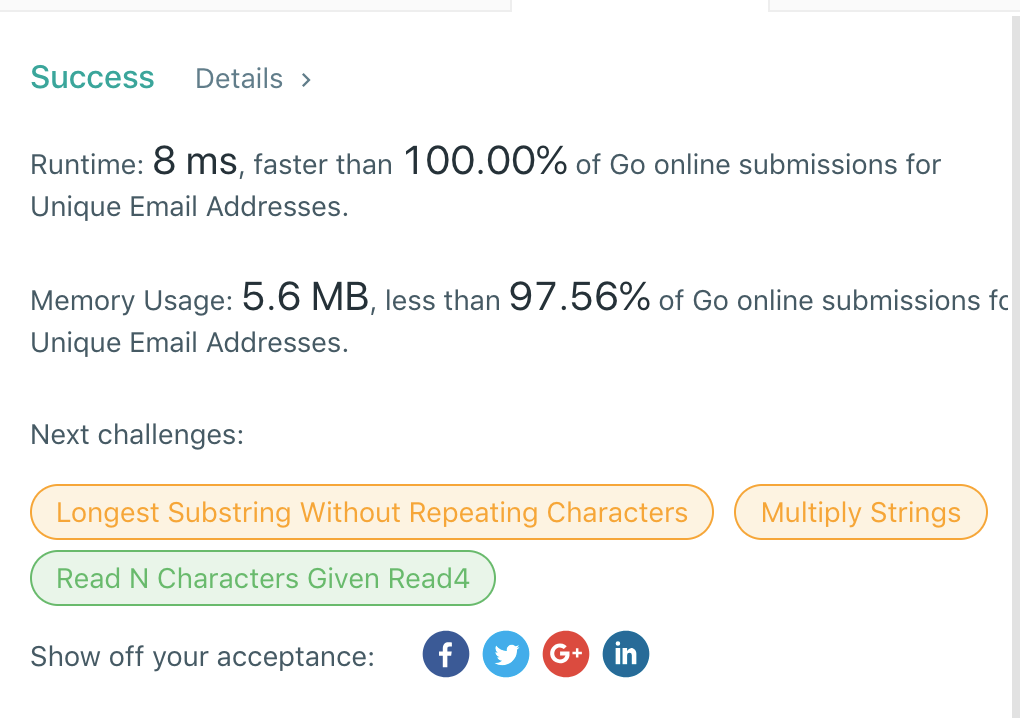 Success Details >
Runtime: 8 ms, faster than 100.00% of Go online submissions for
Unique Email Addresses.
Memory Usage: 5.6 MB, less than 97.56% of Go online submissions
Unique Email Addresses.
Next challenges:
Longest Substring Without Repeating Characters Multiply Strings
Read N Characters Given Read4
Show off your acceptance: f G+ in